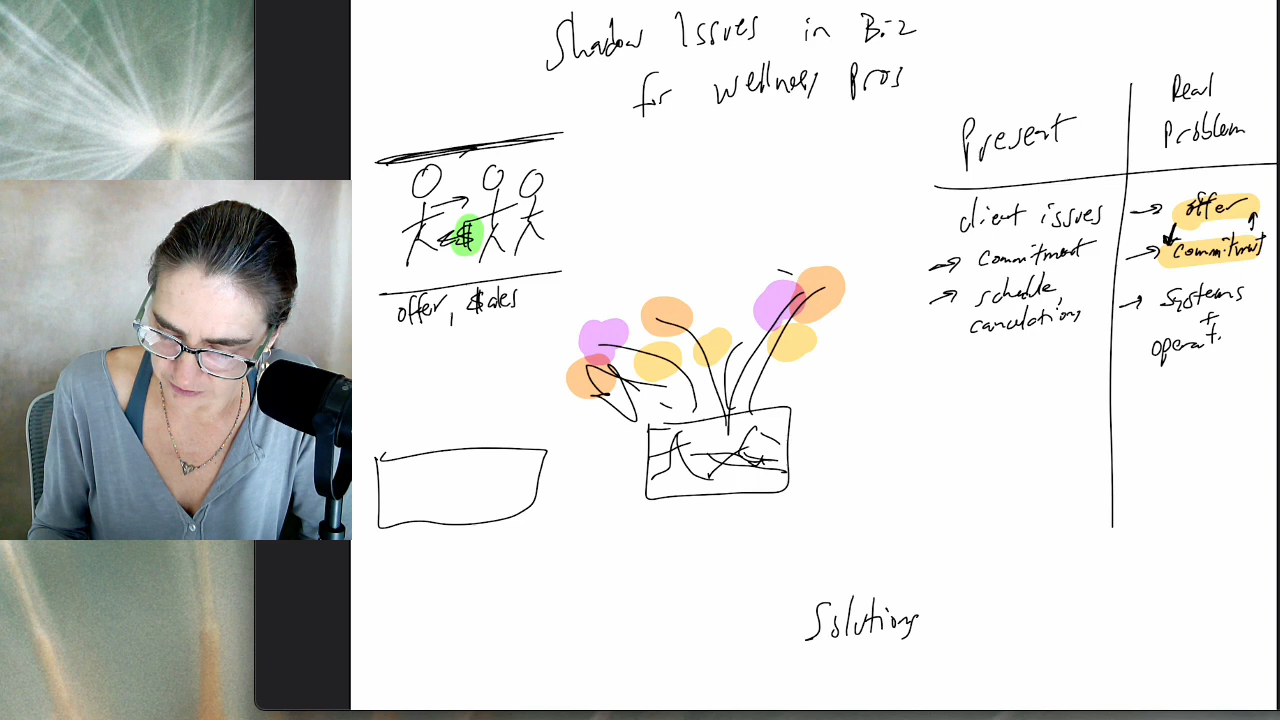 Shadow Issues in Biz
for Wellness Pros
offer, $ales
$
Present
Real
Problem
client issues → offer
→ commitment → commitment
→ schedule, → systems
cancellations +
operat.
Solutions